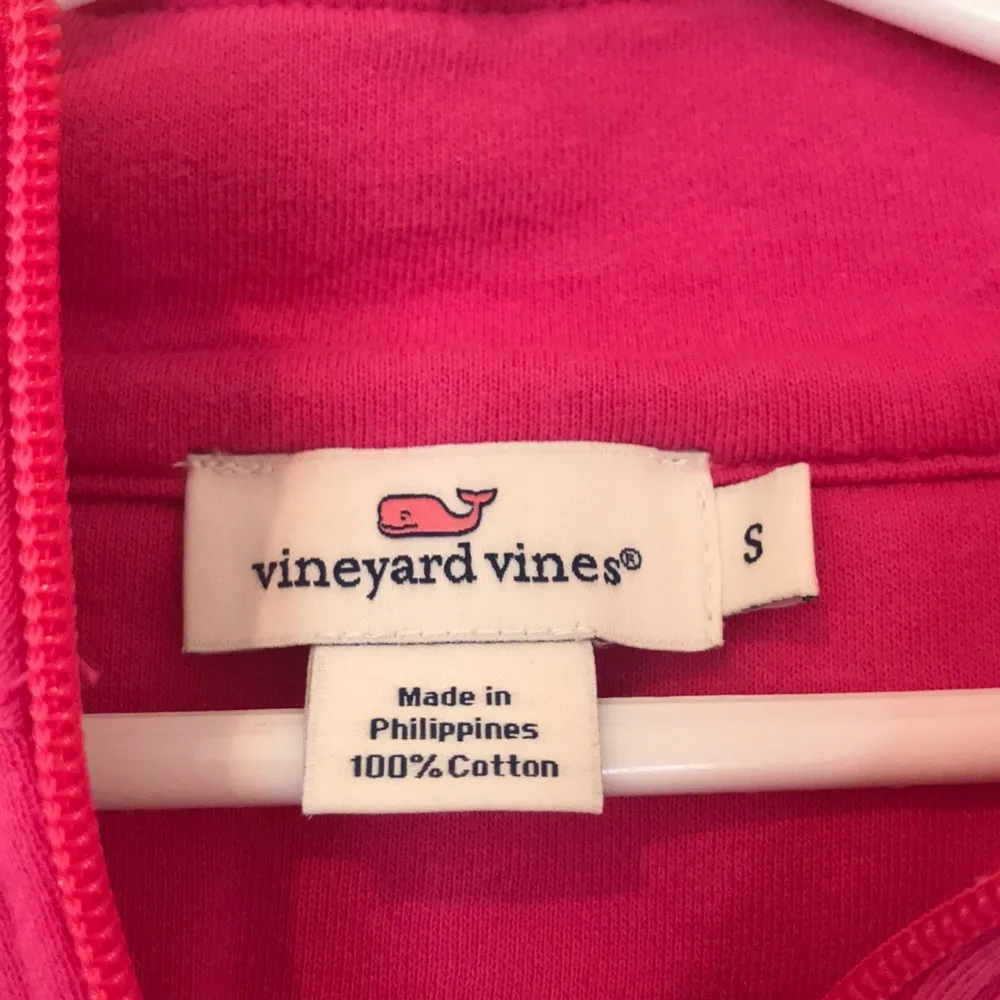 vineyard vines®
S
Made in
Philippines
100% Cotton